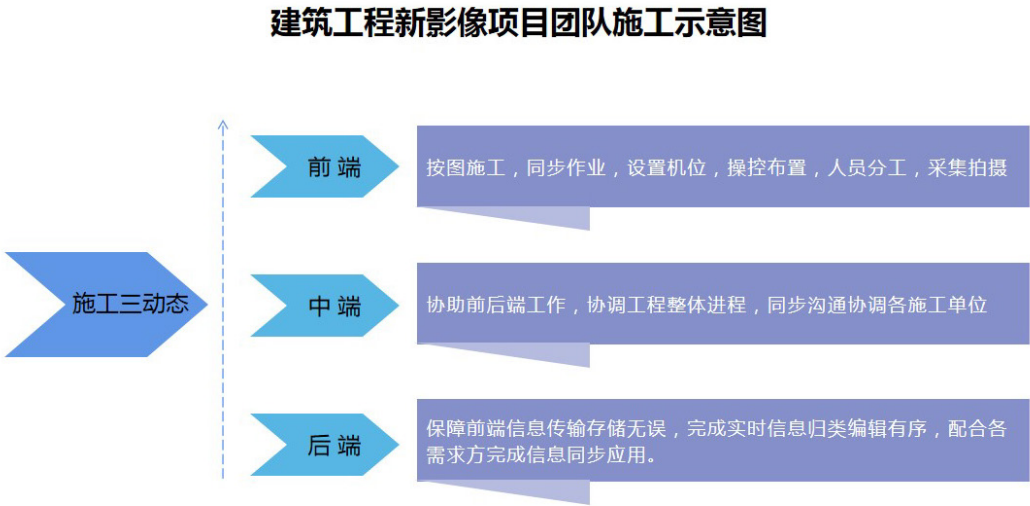 建筑工程新影像项目团队施工示意图
前端
按图施工，同步作业，设置机位，操控布置，人员分工，采集拍摄
施工三动态
中端
协助前后端工作，协调工程整体进程，同步沟通协调各施工单位
后端
保障前端信息传输存储无误，完成实时信息归类编辑有序，配合各
需求方完成信息同步应用。